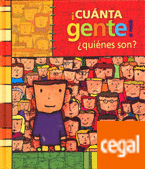 ¡CUÁNTA
gente!
¿quiénes son?
cegal